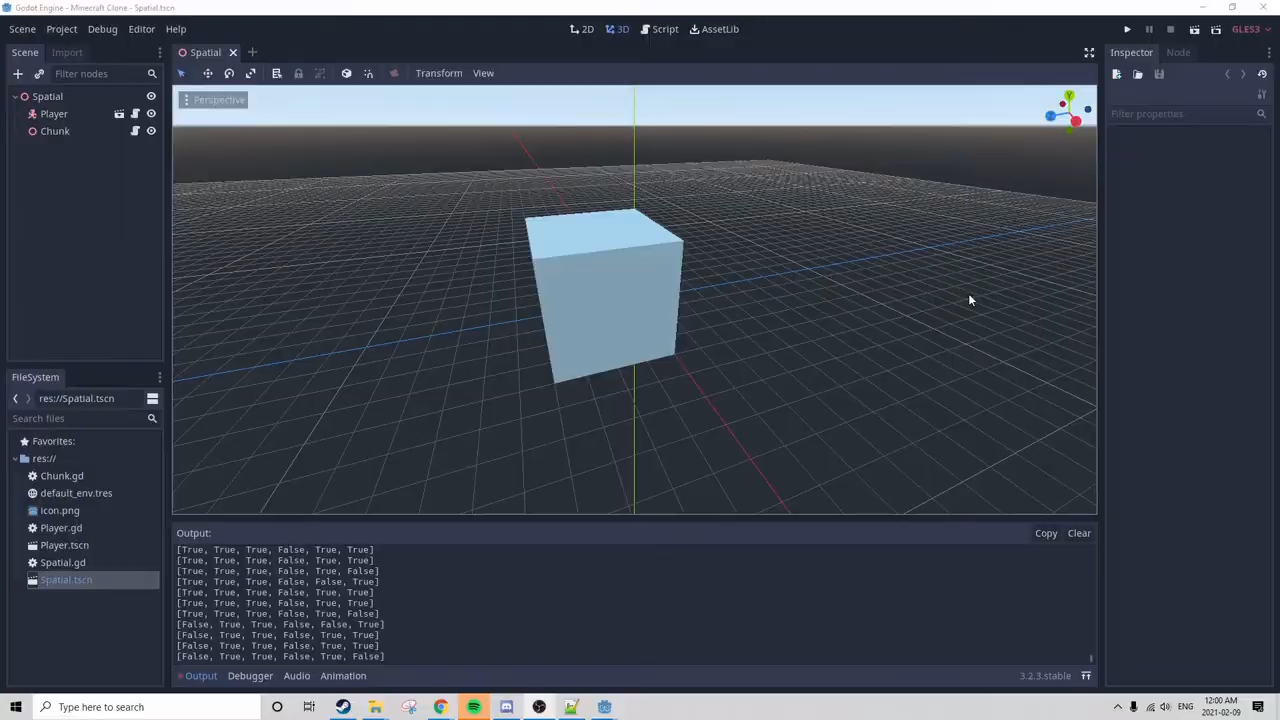 Godot Engine - Minecraft Clone - Spatial.tscn
Scene Project Debug Editor Help
2D 3D Script AssetLib
GLES3
Scene Import
Spatial
Inspector Node
Filter nodes
Transform View
Spatial
Player
Chunk
Perspective
Y
Filter properties
FileSystem
res://Spatial.tscn
Search files
Favorites:
res://
Chunk.gd
default_env.tres
icon.png
Player.gd
Player.tscn
Spatial.gd
Spatial.tscn
Output:
Copy Clear
[True, True, True, False, True, True]
[True, True, True, False, True, True]
[True, True, True, False, True, False]
[True, True, True, False, False, True]
[True, True, True, False, True, True]
[True, True, True, False, True, True]
[True, True, True, False, True, False]
[False, True, True, False, False, True]
[False, True, True, False, True, True]
[False, True, True, False, True, True]
[False, True, True, False, True, False]
Output Debugger Audio Animation
3.2.3.stable
Type here to search
ENG
12:00 AM
2021-02-09